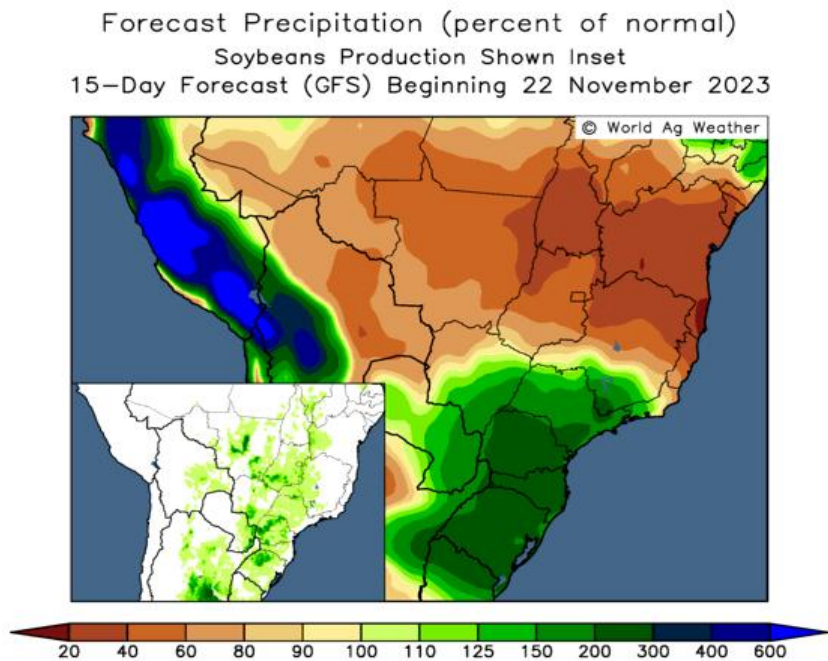 Forecast Precipitation (percent of normal)
Soybeans Production Shown Inset
15-Day Forecast (GFS) Beginning 22 November 2023
© World Ag Weather
20 40 60 80 90 100 110 125 150 200 300 400 600